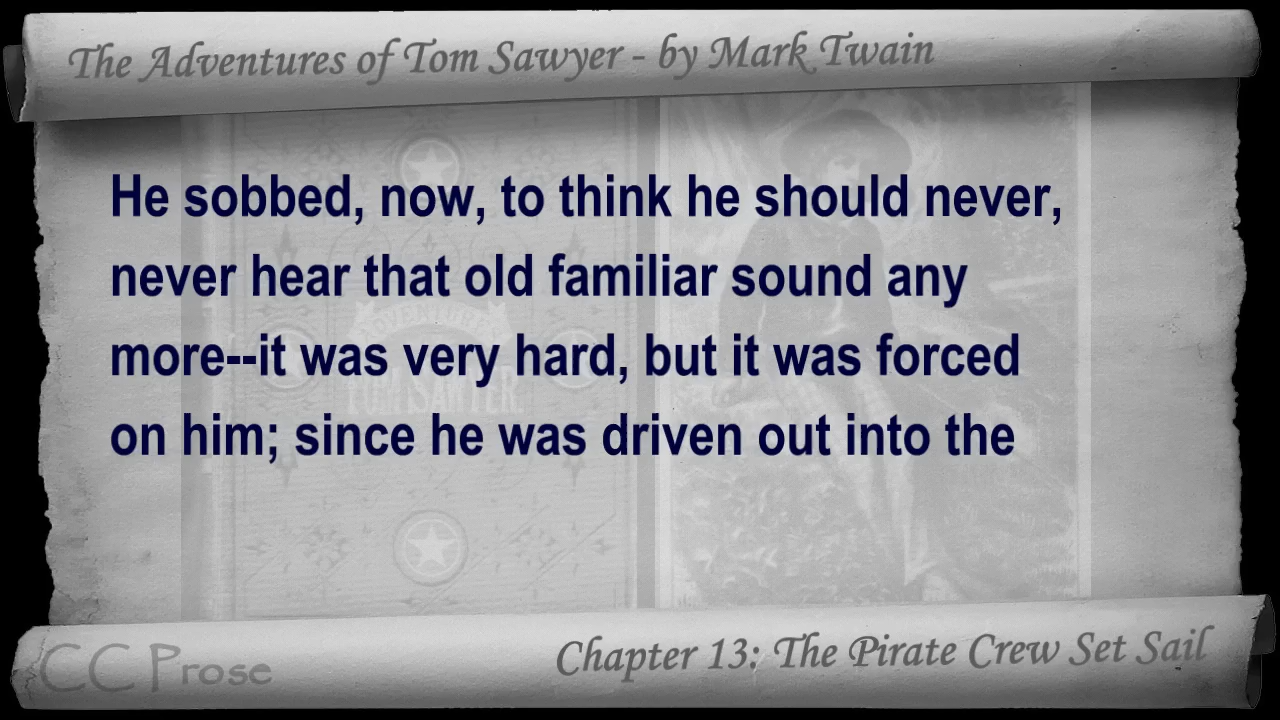 The Adventures of Tom Sawyer - by Mark Twain
He sobbed, now, to think he should never,
never hear that old familiar sound any
more--it was very hard, but it was forced
on him; since he was driven out into the
CC Prose
Chapter 13: The Pirate Crew Set Sail